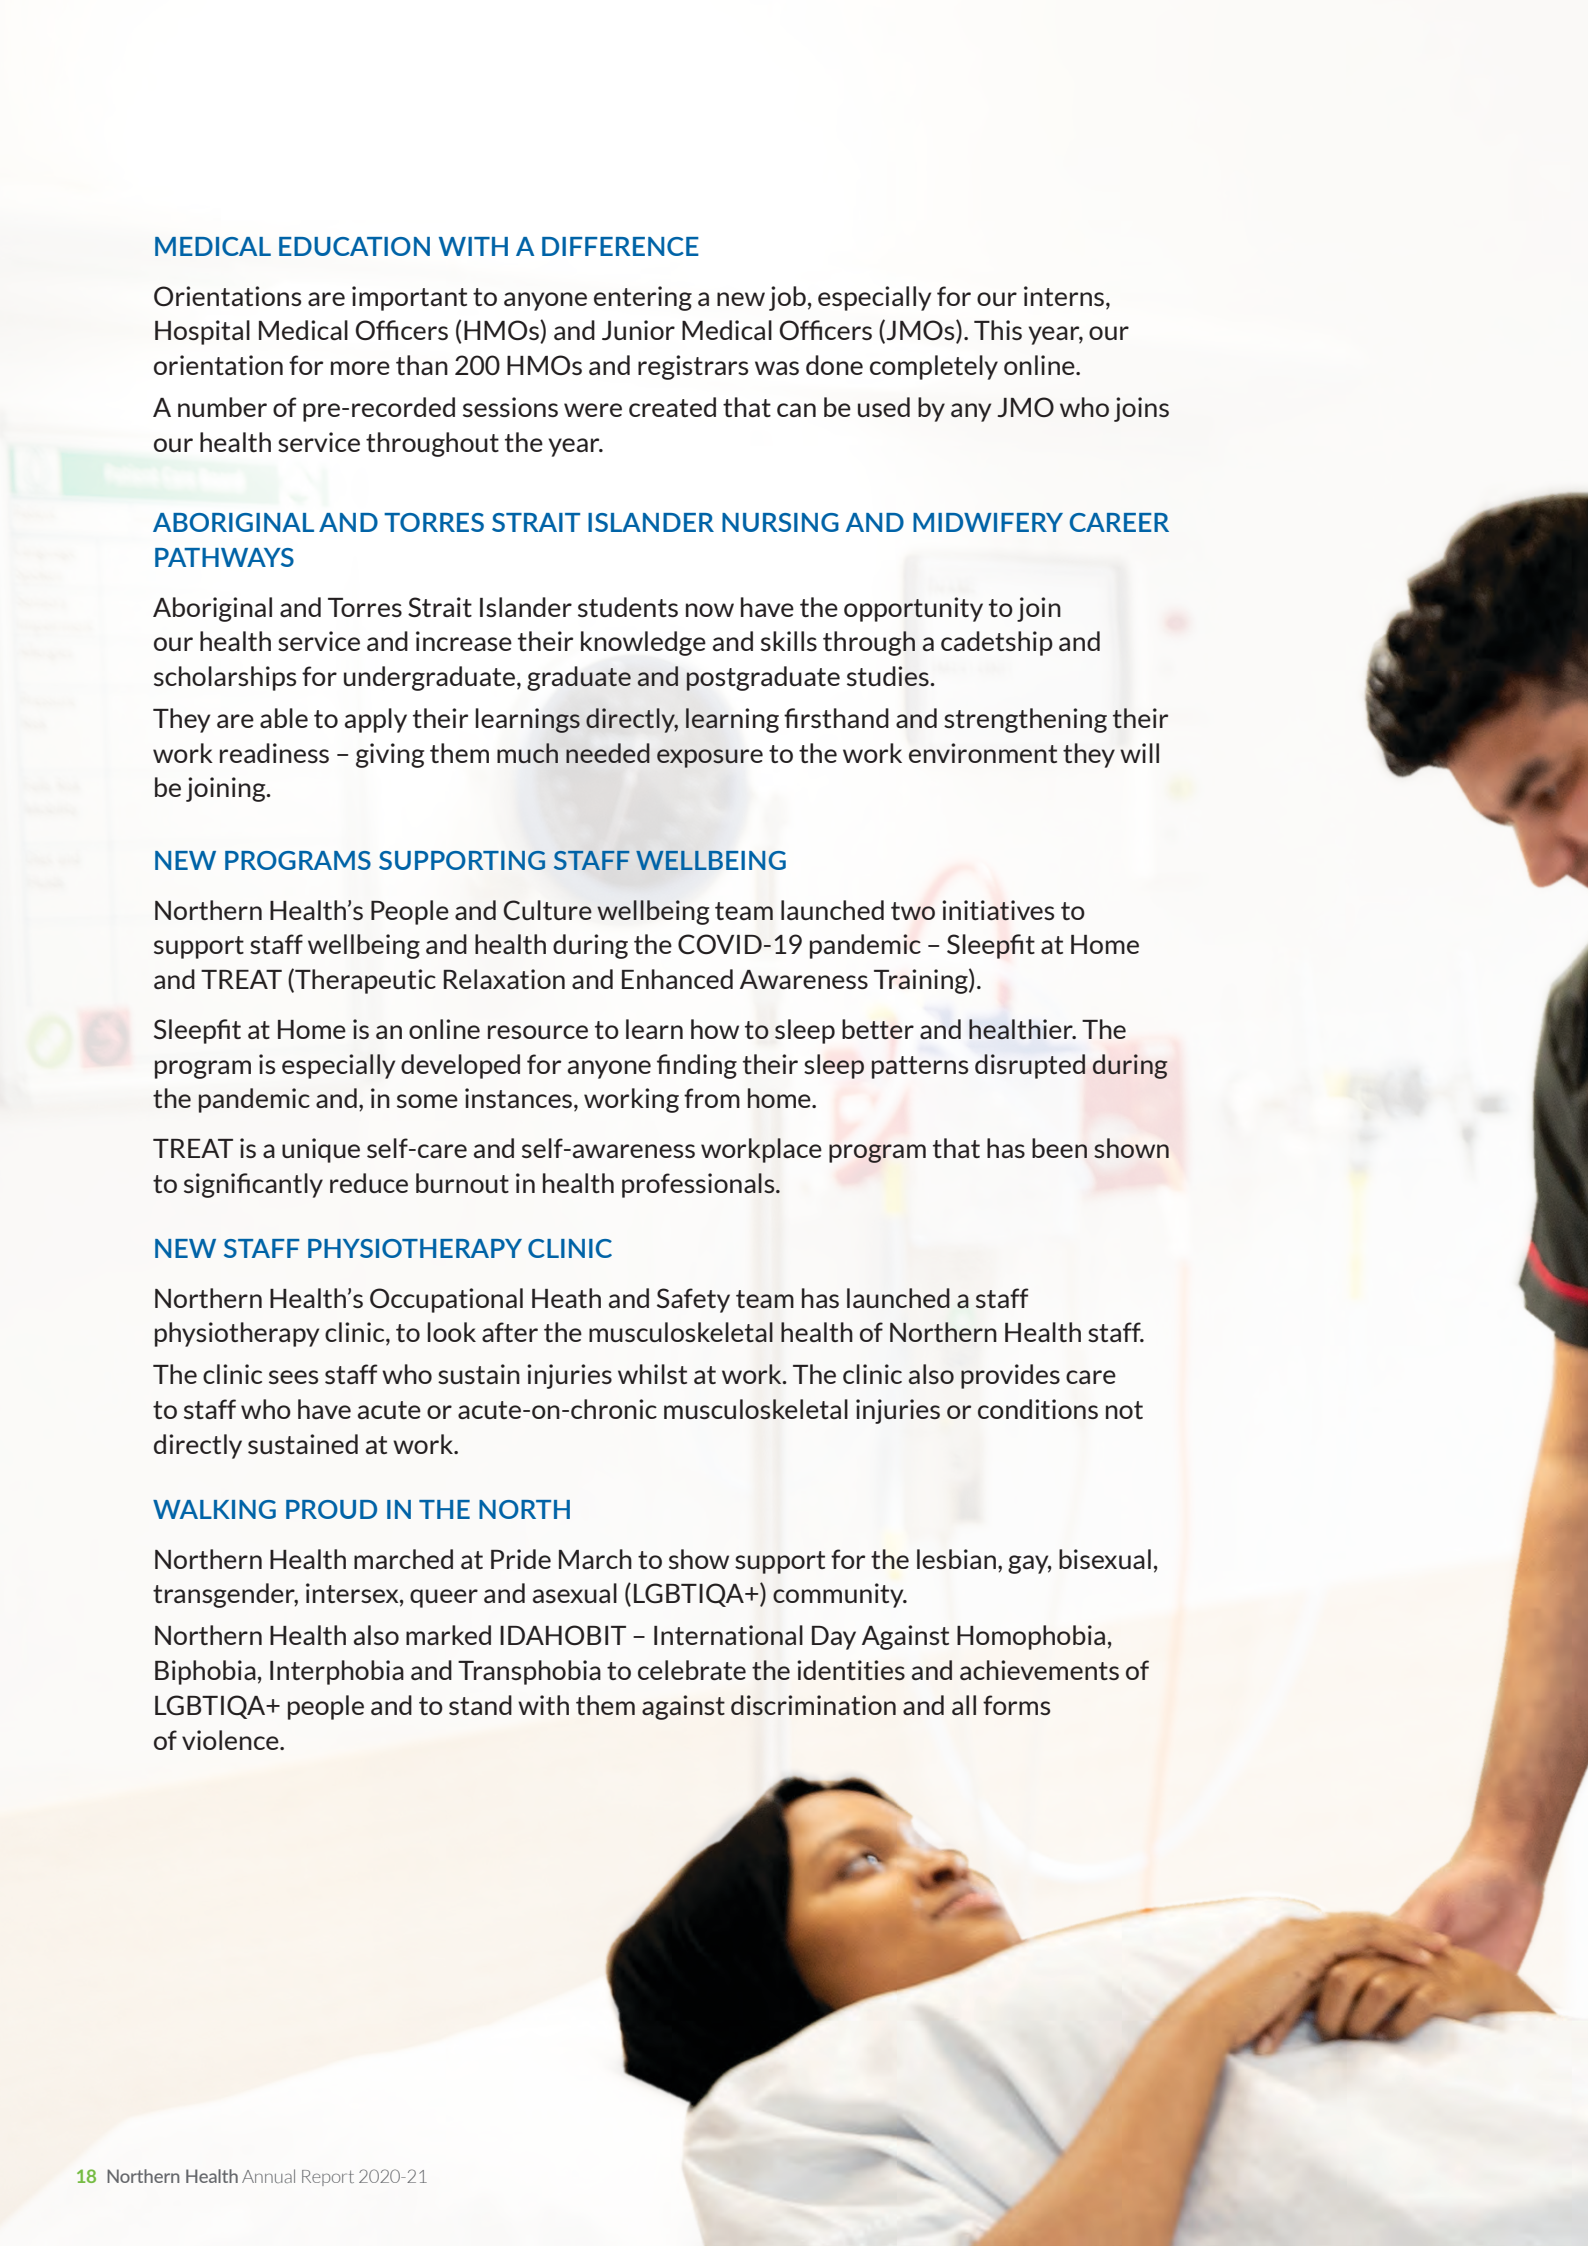 MEDICAL EDUCATION WITH A DIFFERENCE
Orientations are important to anyone entering a new job, especially for our interns,
Hospital Medical Officers (HMOs) and Junior Medical Officers (JMOs). This year, our
orientation for more than 200 HMOs and registrars was done completely online.
A number of pre-recorded sessions were created that can be used by any JMO who joins
our health service throughout the year.
ABORIGINAL AND TORRES STRAIT ISLANDER NURSING AND MIDWIFERY CAREER
PATHWAYS
Aboriginal and Torres Strait Islander students now have the opportunity to join
our health service and increase their knowledge and skills through a cadetship and
scholarships for undergraduate, graduate and postgraduate studies.
They are able to apply their learnings directly, learning firsthand and strengthening their
work readiness – giving them much needed exposure to the work environment they will
be joining.
NEW PROGRAMS SUPPORTING STAFF WELLBEING
Northern Health’s People and Culture wellbeing team launched two initiatives to
support staff wellbeing and health during the COVID-19 pandemic – Sleepfit at Home
and TREAT (Therapeutic Relaxation and Enhanced Awareness Training).
Sleepfit at Home is an online resource to learn how to sleep better and healthier. The
program is especially developed for anyone finding their sleep patterns disrupted during
the pandemic and, in some instances, working from home.
TREAT is a unique self-care and self-awareness workplace program that has been shown
to significantly reduce burnout in health professionals.
NEW STAFF PHYSIOTHERAPY CLINIC
Northern Health’s Occupational Heath and Safety team has launched a staff
physiotherapy clinic, to look after the musculoskeletal health of Northern Health staff.
The clinic sees staff who sustain injuries whilst at work. The clinic also provides care
to staff who have acute or acute-on-chronic musculoskeletal injuries or conditions not
directly sustained at work.
WALKING PROUD IN THE NORTH
Northern Health marched at Pride March to show support for the lesbian, gay, bisexual,
transgender, intersex, queer and asexual (LGBTIQA+) community.
Northern Health also marked IDAHOBIT – International Day Against Homophobia,
Biphobia, Interphobia and Transphobia to celebrate the identities and achievements of
LGBTIQA+ people and to stand with them against discrimination and all forms
of violence.
18 Northern Health Annual Report 2020-21